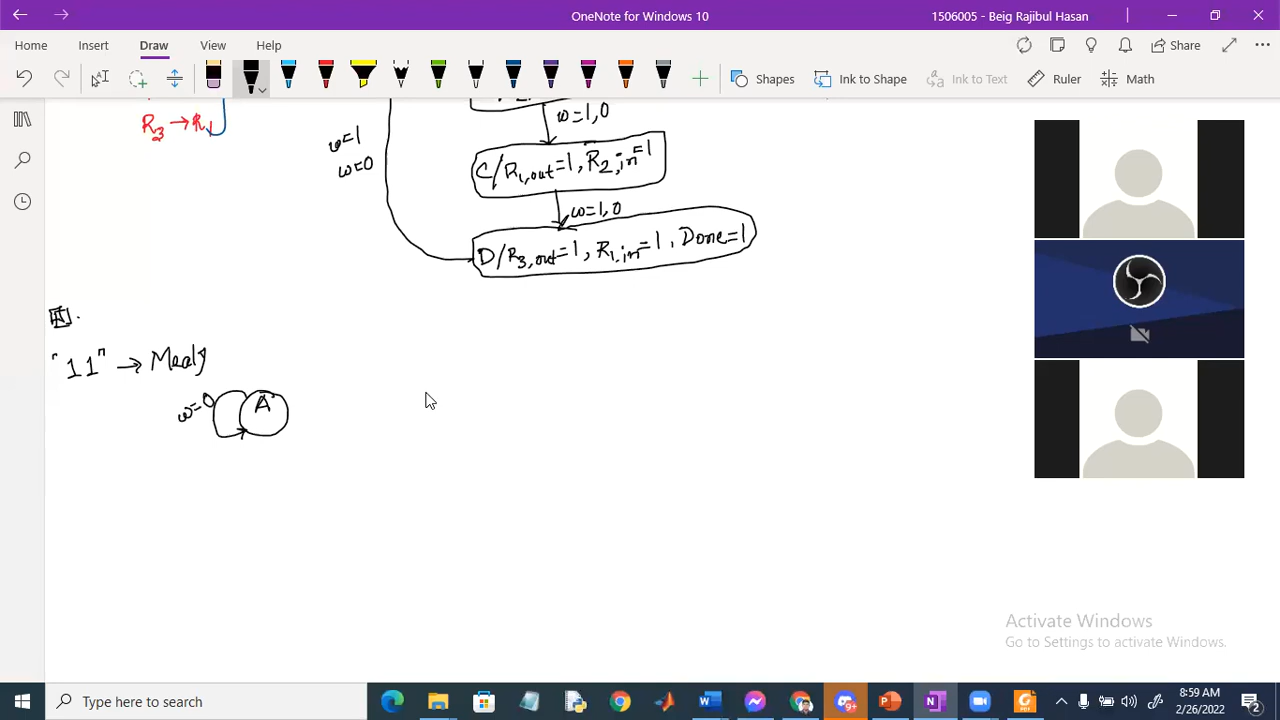 OneNote for Windows 10
1506005 - Beig Rajibul Hasan
Home Insert Draw View Help
Share
Shapes
Ink to Shape
Ink to Text
Ruler
Math
R3 → R1
w=1
w=0
w=1,0
C/R1,out=1, R2,in=1
w=1,0
D/R3,out=1, R1,in=1, Done=1
"11" → Mealy
w=0
A
Activate Windows
Go to Settings to activate Windows.
Type here to search
9+
8:59 AM
2/26/2022
2